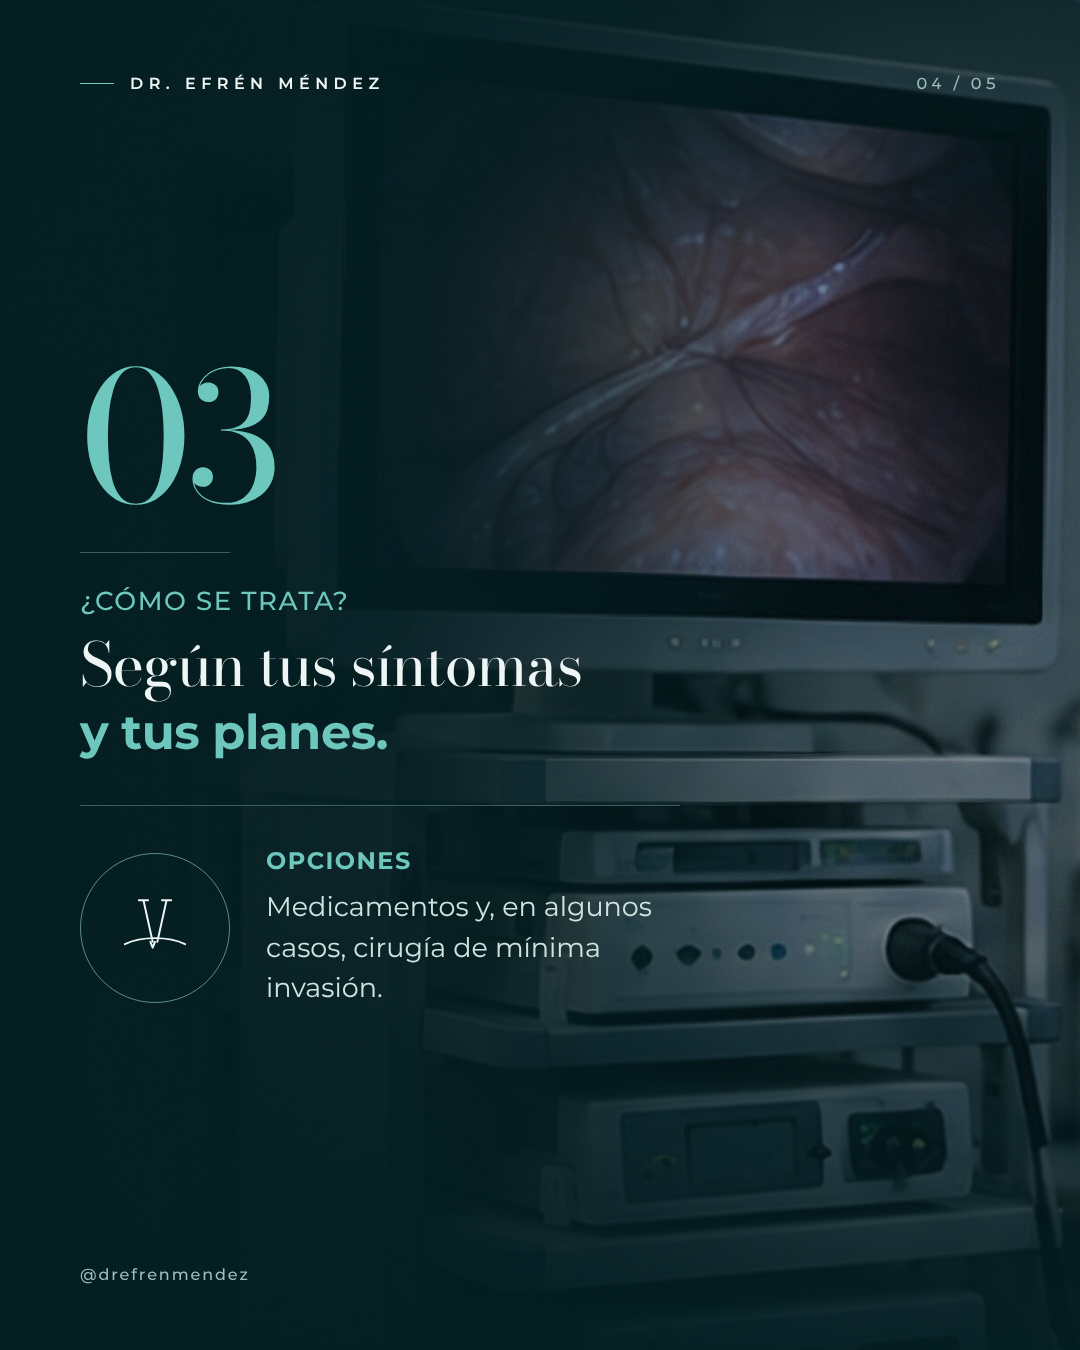 DR. EFRÉN MÉNDEZ
04 / 05
03
¿CÓMO SE TRATA?
Según tus síntomas
y tus planes.
OPCIONES
Medicamentos y, en algunos
casos, cirugía de mínima
invasión.
@drefrenmendez